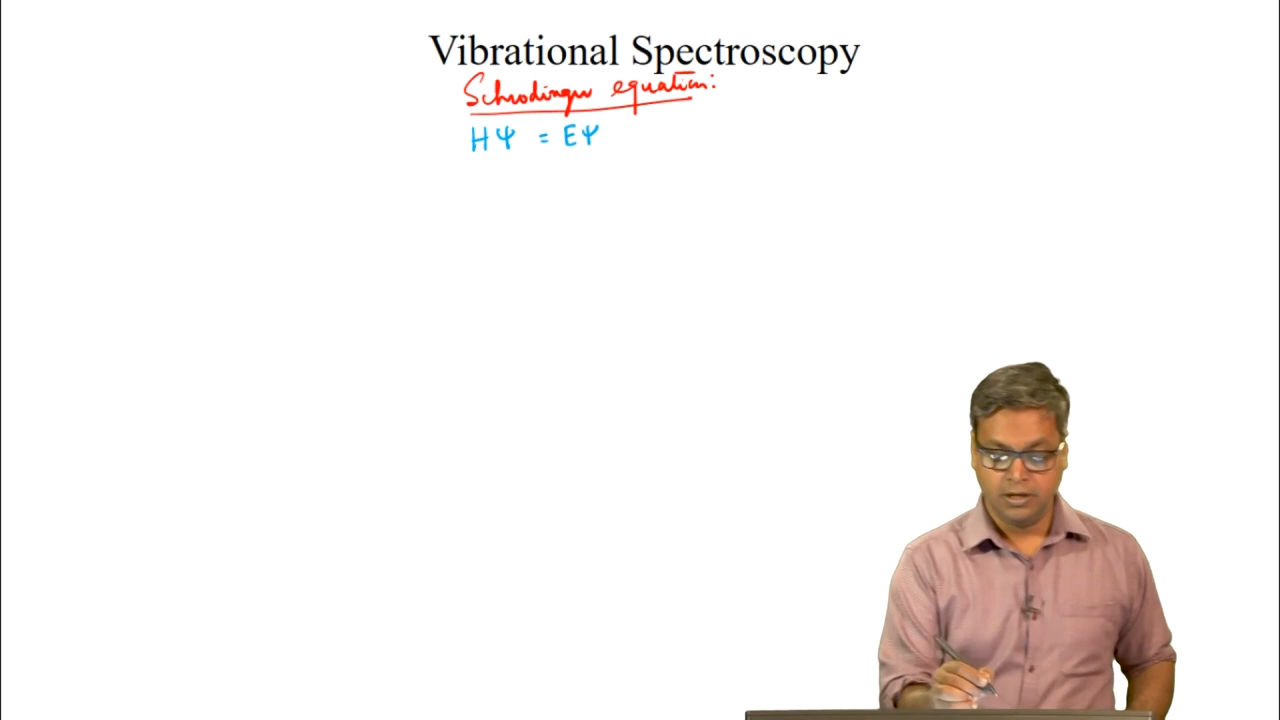 Vibrational Spectroscopy
Schrodinger equation:
HΨ = EΨ